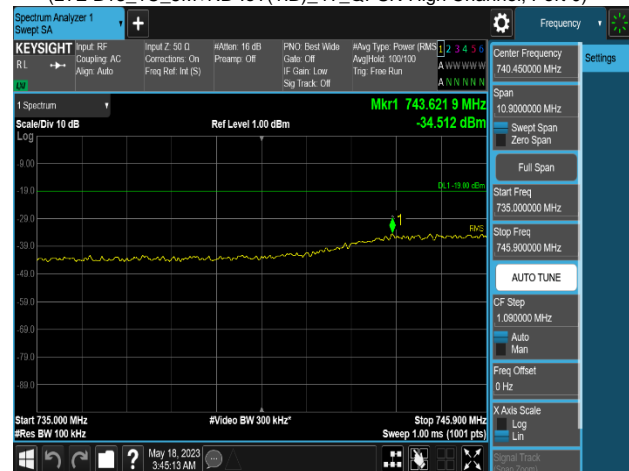 Spectrum Analyzer 1
Swept SA
Frequency
KEYSIGHT
RL
Input: RF
Coupling: AC
Align: Auto
Input Z: 50 Ω
Corrections: On
Freq Ref: Int (S)
#Atten: 16 dB
Preamp: Off
PNO: Best Wide
Gate: Off
IF Gain: Low
Sig Track: Off
#Avg Type: Power (RMS
Avg|Hold: 100/100
Trig: Free Run
1 2 3 4 5 6
A W W W W W
A N N N N N
LM
1 Spectrum
Scale/Div 10 dB
Log
Ref Level 1.00 dBm
Mkr1 743.621 9 MHz
-34.512 dBm
-9.00
-19.0
DL1 -19.00 dBm
1
-29.0
RMS
-39.0
-49.0
-59.0
-69.0
-79.0
-89.0
Start 735.000 MHz
#Video BW 300 kHz*
Stop 745.900 MHz
#Res BW 100 kHz
Sweep 1.00 ms (1001 pts)
May 18, 2023
3:45:13 AM
Settings
Center Frequency
740.450000 MHz
Span
10.9000000 MHz
Swept Span
Zero Span
Full Span
Start Freq
735.000000 MHz
Stop Freq
745.900000 MHz
AUTO TUNE
CF Step
1.090000 MHz
Auto
Man
Freq Offset
0 Hz
X Axis Scale
Log
Lin
Signal Track
(Span Zoom)